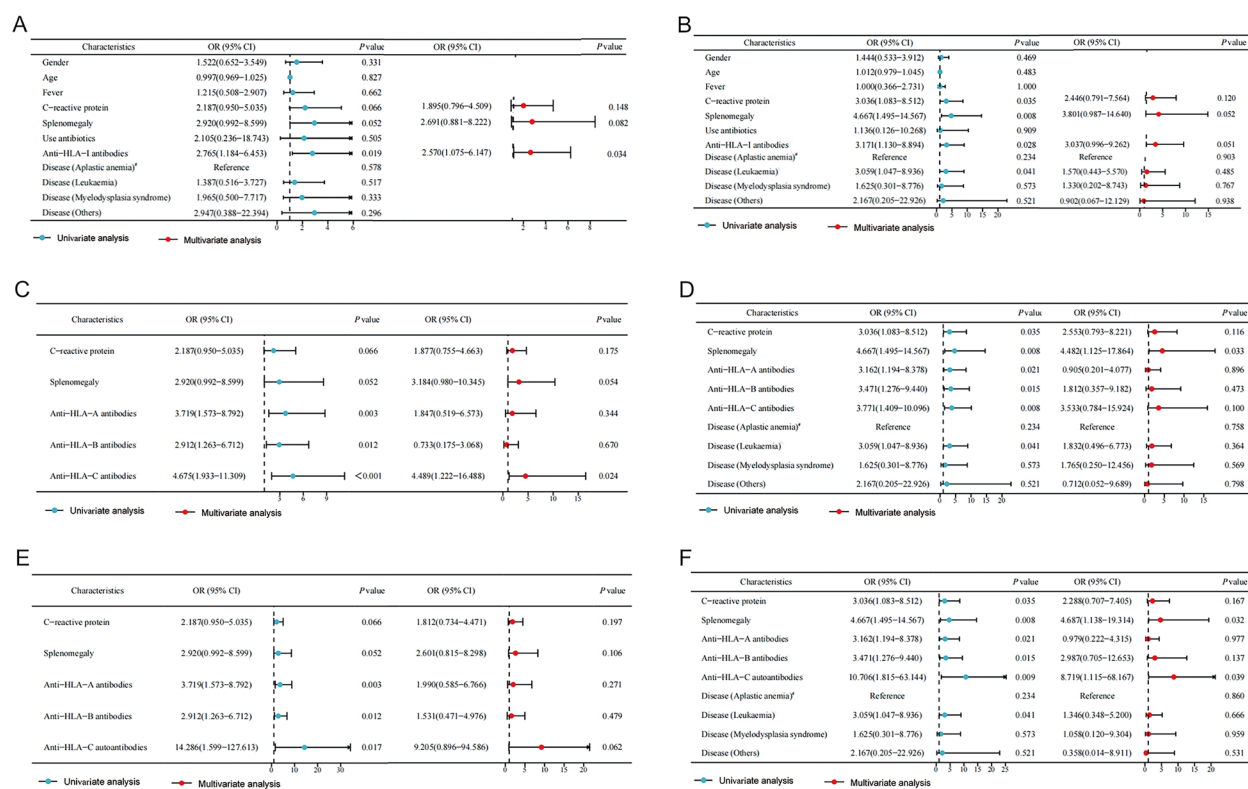 A
Characteristics OR (95% CI) P value OR (95% CI) P value
Gender 1.522(0.652−3.549) 0.331
Age 0.997(0.969−1.025) 0.827
Fever 1.215(0.508−2.907) 0.662
C−reactive protein 2.187(0.950−5.035) 0.066 1.895(0.796−4.509) 0.148
Splenomegaly 2.920(0.992−8.599) 0.052 2.691(0.881−8.222) 0.082
Use antibiotics 2.105(0.236−18.743) 0.505
Anti−HLA−I antibodies 2.765(1.184−6.453) 0.019 2.570(1.075−6.147) 0.034
Disease (Aplastic anemia)# Reference 0.578
Disease (Leukaemia) 1.387(0.516−3.727) 0.517
Disease (Myelodysplasia syndrome) 1.965(0.500−7.717) 0.333
Disease (Others) 2.947(0.388−22.394) 0.296
0 2 4 6 2 4 6 8
Univariate analysis Multivariate analysis
B
Characteristics OR (95% CI) P value OR (95% CI) P value
Gender 1.444(0.533−3.912) 0.469
Age 1.012(0.979−1.045) 0.483
Fever 1.000(0.366−2.731) 1.000
C−reactive protein 3.036(1.083−8.512) 0.035 2.446(0.791−7.564) 0.120
Splenomegaly 4.667(1.495−14.567) 0.008 3.801(0.987−14.640) 0.052
Use antibiotics 1.136(0.126−10.268) 0.909
Anti−HLA−I antibodies 3.171(1.130−8.894) 0.028 3.037(0.996−9.262) 0.051
Disease (Aplastic anemia)# Reference 0.234 Reference 0.903
Disease (Leukaemia) 3.059(1.047−8.936) 0.041 1.570(0.443−5.570) 0.485
Disease (Myelodysplasia syndrome) 1.625(0.301−8.776) 0.573 1.330(0.202−8.743) 0.767
Disease (Others) 2.167(0.205−22.926) 0.521 0.902(0.067−12.129) 0.938
0 5 10 15 20 0 5 10 15
Univariate analysis Multivariate analysis
C
Characteristics OR (95% CI) P value OR (95% CI) P value
C−reactive protein 2.187(0.950−5.035) 0.066 1.877(0.755−4.663) 0.175
Splenomegaly 2.920(0.992−8.599) 0.052 3.184(0.980−10.345) 0.054
Anti−HLA−A antibodies 3.719(1.573−8.792) 0.003 1.847(0.519−6.573) 0.344
Anti−HLA−B antibodies 2.912(1.263−6.712) 0.012 0.733(0.175−3.068) 0.670
Anti−HLA−C antibodies 4.675(1.933−11.309) <0.001 4.489(1.222−16.488) 0.024
3 6 9 0 5 10 15
Univariate analysis Multivariate analysis
D
Characteristics OR (95% CI) P value OR (95% CI) P value
C−reactive protein 3.036(1.083−8.512) 0.035 2.553(0.793−8.221) 0.116
Splenomegaly 4.667(1.495−14.567) 0.008 4.482(1.125−17.864) 0.033
Anti−HLA−A antibodies 3.162(1.194−8.378) 0.021 0.905(0.201−4.077) 0.896
Anti−HLA−B antibodies 3.471(1.276−9.440) 0.015 1.812(0.357−9.182) 0.473
Anti−HLA−C antibodies 3.771(1.409−10.096) 0.008 3.533(0.784−15.924) 0.100
Disease (Aplastic anemia)# Reference 0.234 Reference 0.758
Disease (Leukaemia) 3.059(1.047−8.936) 0.041 1.832(0.496−6.773) 0.364
Disease (Myelodysplasia syndrome) 1.625(0.301−8.776) 0.573 1.765(0.250−12.456) 0.569
Disease (Others) 2.167(0.205−22.926) 0.521 0.712(0.052−9.689) 0.798
0 5 10 15 20 0 5 10 15
Univariate analysis Multivariate analysis
E
Characteristics OR (95% CI) P value OR (95% CI) P value
C−reactive protein 2.187(0.950−5.035) 0.066 1.812(0.734−4.471) 0.197
Splenomegaly 2.920(0.992−8.599) 0.052 2.601(0.815−8.298) 0.106
Anti−HLA−A antibodies 3.719(1.573−8.792) 0.003 1.990(0.585−6.766) 0.271
Anti−HLA−B antibodies 2.912(1.263−6.712) 0.012 1.531(0.471−4.976) 0.479
Anti−HLA−C autoantibodies 14.286(1.599−127.613) 0.017 9.205(0.896−94.586) 0.062
0 10 20 30 0 5 10 15 20
Univariate analysis Multivariate analysis
F
Characteristics OR (95% CI) P value OR (95% CI) P value
C−reactive protein 3.036(1.083−8.512) 0.035 2.288(0.707−7.405) 0.167
Splenomegaly 4.667(1.495−14.567) 0.008 4.687(1.138−19.314) 0.032
Anti−HLA−A antibodies 3.162(1.194−8.378) 0.021 0.979(0.222−4.315) 0.977
Anti−HLA−B antibodies 3.471(1.276−9.440) 0.015 2.987(0.705−12.653) 0.137
Anti−HLA−C autoantibodies 10.706(1.815−63.144) 0.009 8.719(1.115−68.167) 0.039
Disease (Aplastic anemia)# Reference 0.234 Reference 0.860
Disease (Leukaemia) 3.059(1.047−8.936) 0.041 1.346(0.348−5.200) 0.666
Disease (Myelodysplasia syndrome) 1.625(0.301−8.776) 0.573 1.058(0.120−9.304) 0.959
Disease (Others) 2.167(0.205−22.926) 0.521 0.358(0.014−8.911) 0.531
0 5 10 15 20 25 0 5 10 15 20
Univariate analysis Multivariate analysis